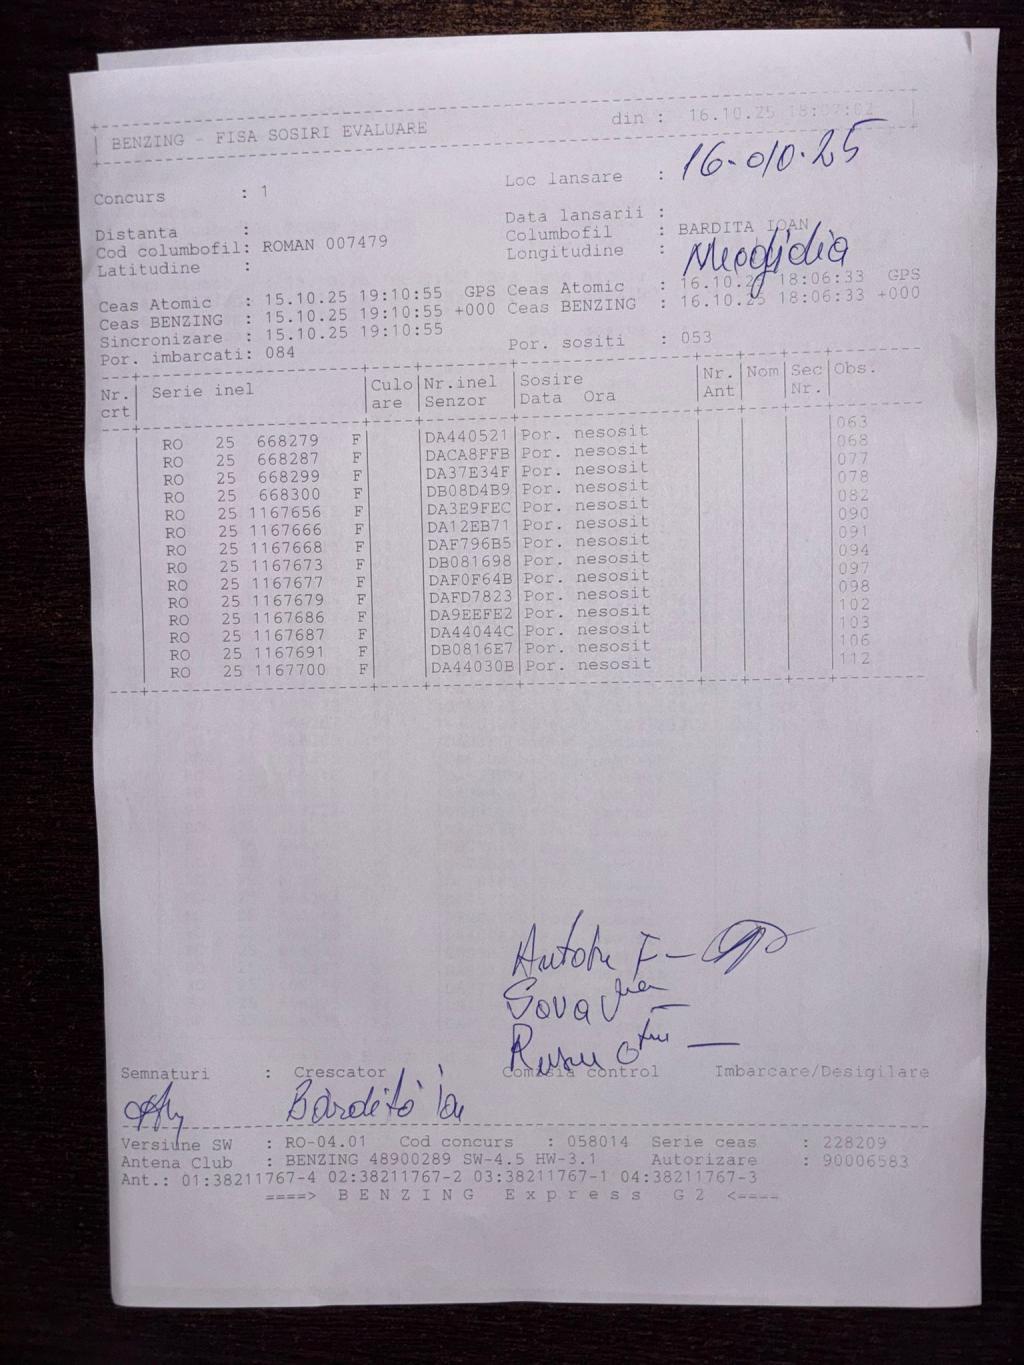 BENZING - FISA SOSIRI EVALUARE din : 16.10.25 18:07:02
Concurs : 1 Loc lansare : 16-010-25
Distanta : Data lansarii :
Cod columbofil: ROMAN 007479 Columbofil : BARDITA IOAN
Latitudine : Longitudine :
Ceas Atomic : 15.10.25 19:10:55 GPS Ceas Atomic : 16.10.25 18:06:33 GPS
Ceas BENZING : 15.10.25 19:10:55 +000 Ceas BENZING : 16.10.25 18:06:33 +000
Sincronizare : 15.10.25 19:10:55
Por. imbarcati: 084 Por. sositi : 053
Nr. crt Serie inel Culo are Nr.inel Senzor Sosire Data Ora Nr. Ant Nom Sec Nr. Obs.
RO 25 668279 F DA440521 Por. nesosit 063
RO 25 668287 F DACA8FFB Por. nesosit 068
RO 25 668299 F DA37E34F Por. nesosit 077
RO 25 668300 F DB08D4B9 Por. nesosit 078
RO 25 1167656 F DA3E9FEC Por. nesosit 082
RO 25 1167666 F DA12EB71 Por. nesosit 090
RO 25 1167668 F DAF796B5 Por. nesosit 091
RO 25 1167673 F DB081698 Por. nesosit 094
RO 25 1167677 F DAF0F64B Por. nesosit 097
RO 25 1167679 F DAFD7823 Por. nesosit 098
RO 25 1167686 F DA9EEFE2 Por. nesosit 102
RO 25 1167687 F DA44044C Por. nesosit 103
RO 25 1167691 F DB0816E7 Por. nesosit 106
RO 25 1167700 F DA44030B Por. nesosit 112
Sova
Rusu
Semnaturi : Crescator Comisia control Imbarcare/Desigilare
Versiune SW : RO-04.01 Cod concurs : 058014 Serie ceas : 228209
Antena Club : BENZING 48900289 SW-4.5 HW-3.1 Autorizare : 90006583
Ant.: 01:38211767-4 02:38211767-2 03:38211767-1 04:38211767-3
====> B E N Z I N G E x p r e s s G 2 <====